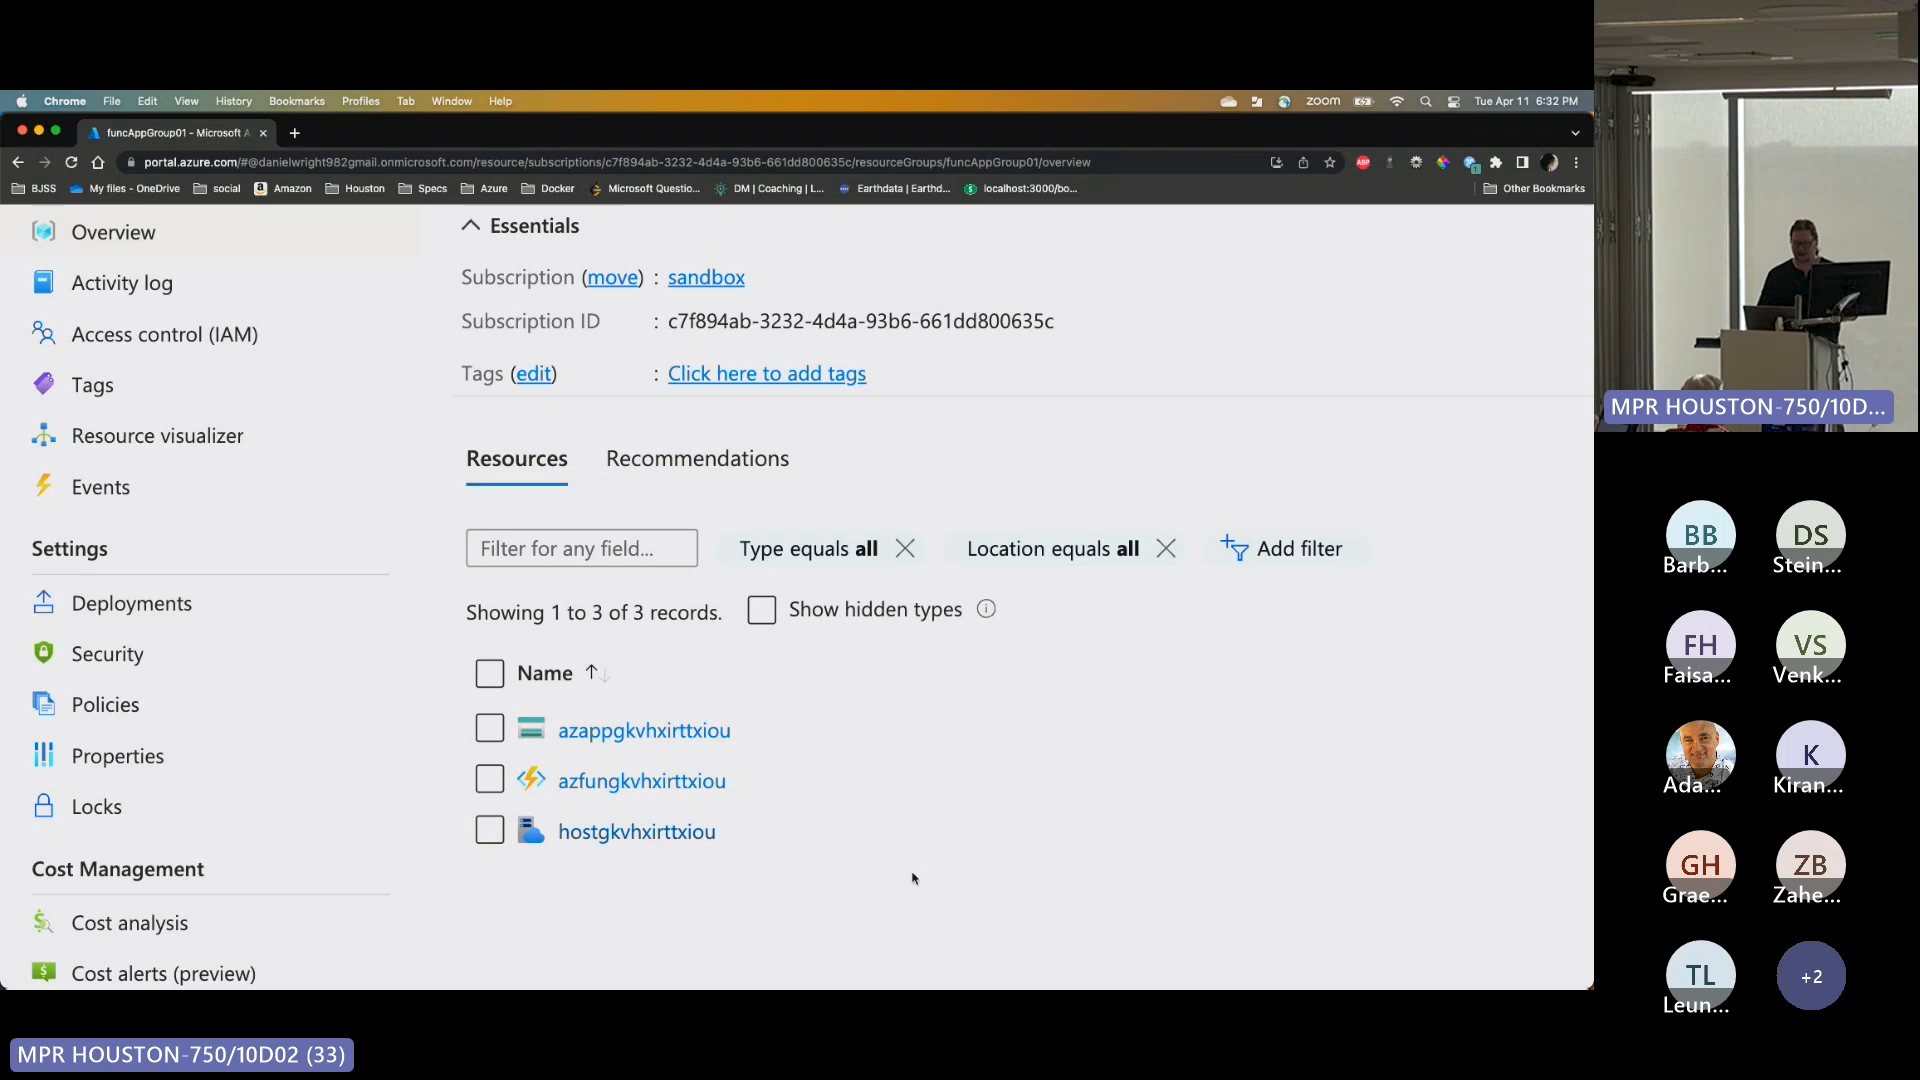 Chrome File Edit View History Bookmarks Profiles Tab Window Help
zoom Tue Apr 11 6:32 PM
funcAppGroup01 - Microsoft A
portal.azure.com/#@danielwright982gmail.onmicrosoft.com/resource/subscriptions/c7f894ab-3232-4d4a-93b6-661dd800635c/resourceGroups/funcAppGroup01/overview
ABP
1
BJSS My files - OneDrive social Amazon Houston Specs Azure Docker Microsoft Questio... DM | Coaching | L... Earthdata | Earthd... localhost:3000/bo... Other Bookmarks
Overview
Activity log
Access control (IAM)
Tags
Resource visualizer
Events
Settings
Deployments
Security
Policies
Properties
Locks
Cost Management
Cost analysis
Cost alerts (preview)
Essentials
Subscription (move) : sandbox
Subscription ID : c7f894ab-3232-4d4a-93b6-661dd800635c
Tags (edit) : Click here to add tags
Resources Recommendations
Filter for any field... Type equals all Location equals all Add filter
Showing 1 to 3 of 3 records. Show hidden types
Name
azappgkvhxirttxiou
azfungkvhxirttxiou
hostgkvhxirttxiou
MPR HOUSTON-750/10D...
BB DS
Barb... Stein...
FH VS
Faisa... Venk...
K
Ada... Kiran...
GH ZB
Grae... Zahe...
TL +2
Leun...
MPR HOUSTON-750/10D02 (33)